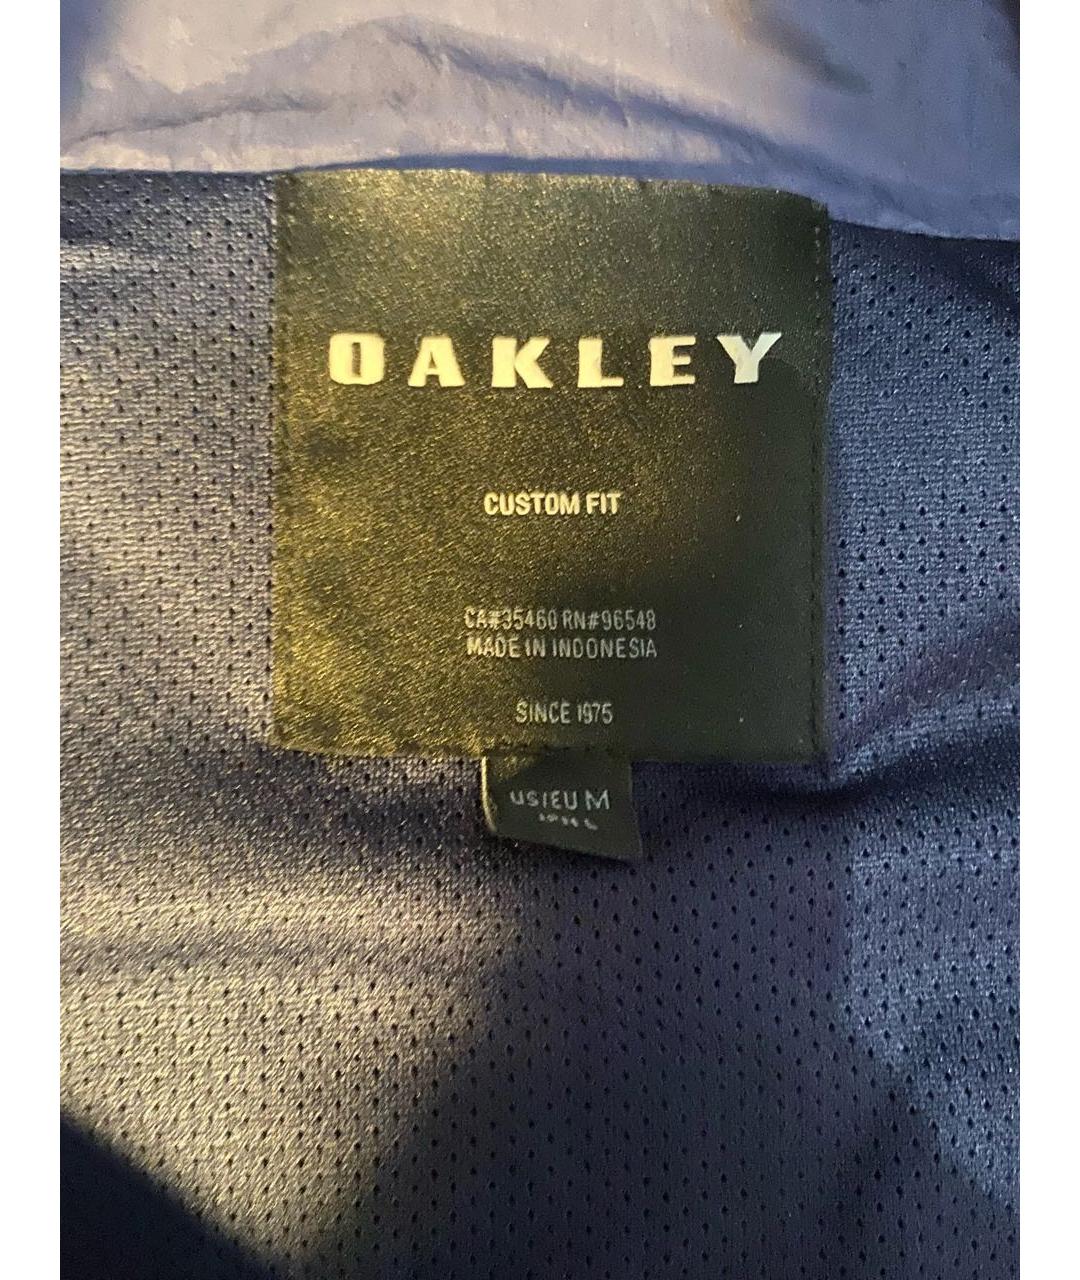 OAKLEY
CUSTOM FIT
CA#35460 RN#96548
MADE IN INDONESIA
SINCE 1975
US/EU M